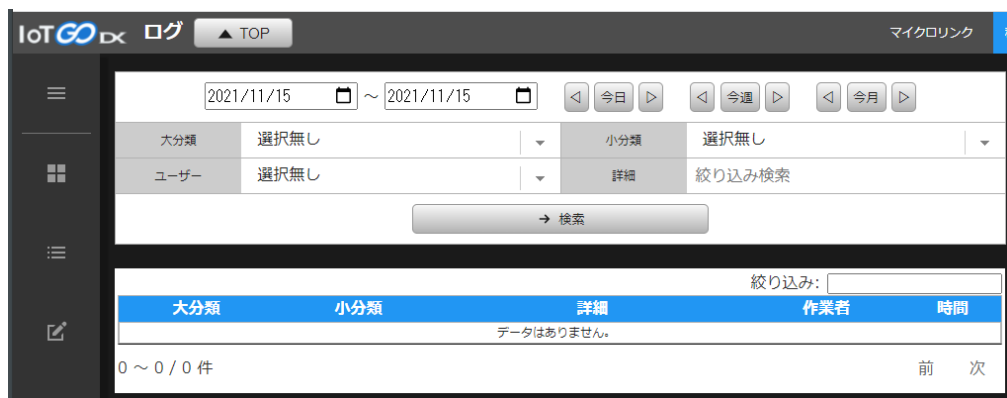 IoT GO DX ログ ▲ TOP マイクロリンク
2021/11/15 ～ 2021/11/15 ◁ 今日 ▷ ◁ 今週 ▷ ◁ 今月 ▷
大分類 選択無し 小分類 選択無し
ユーザー 選択無し 詳細 絞り込み検索
→ 検索
絞り込み:
大分類 小分類 詳細 作業者 時間
データはありません。
0 ～ 0 / 0 件 前 次